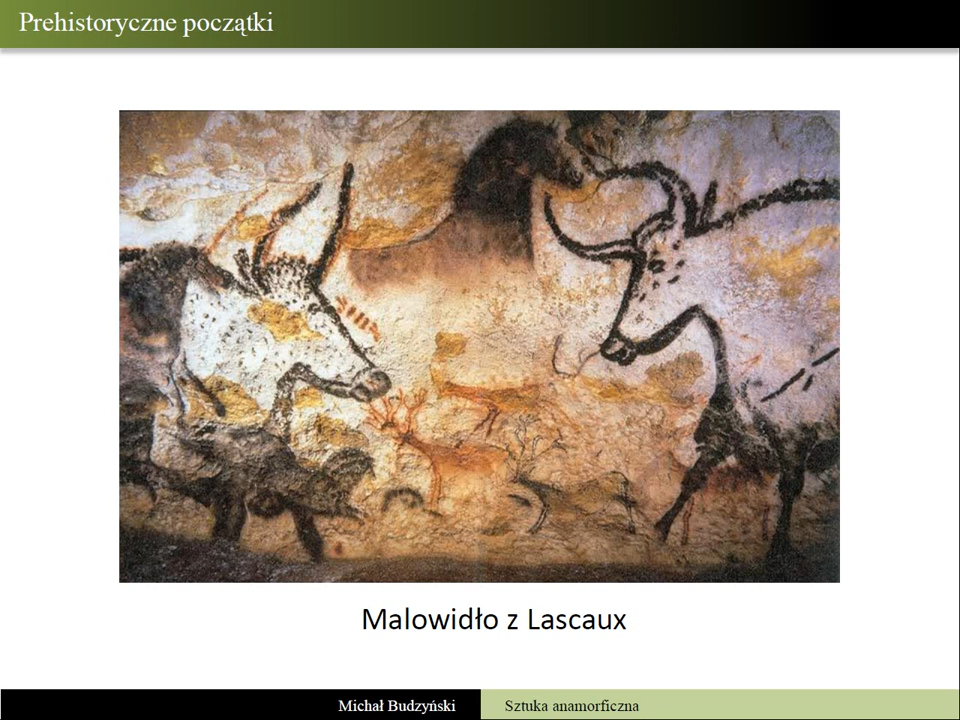 Prehistoryczne początki
Malowidło z Lascaux
Michał Budzyński
Sztuka anamorficzna